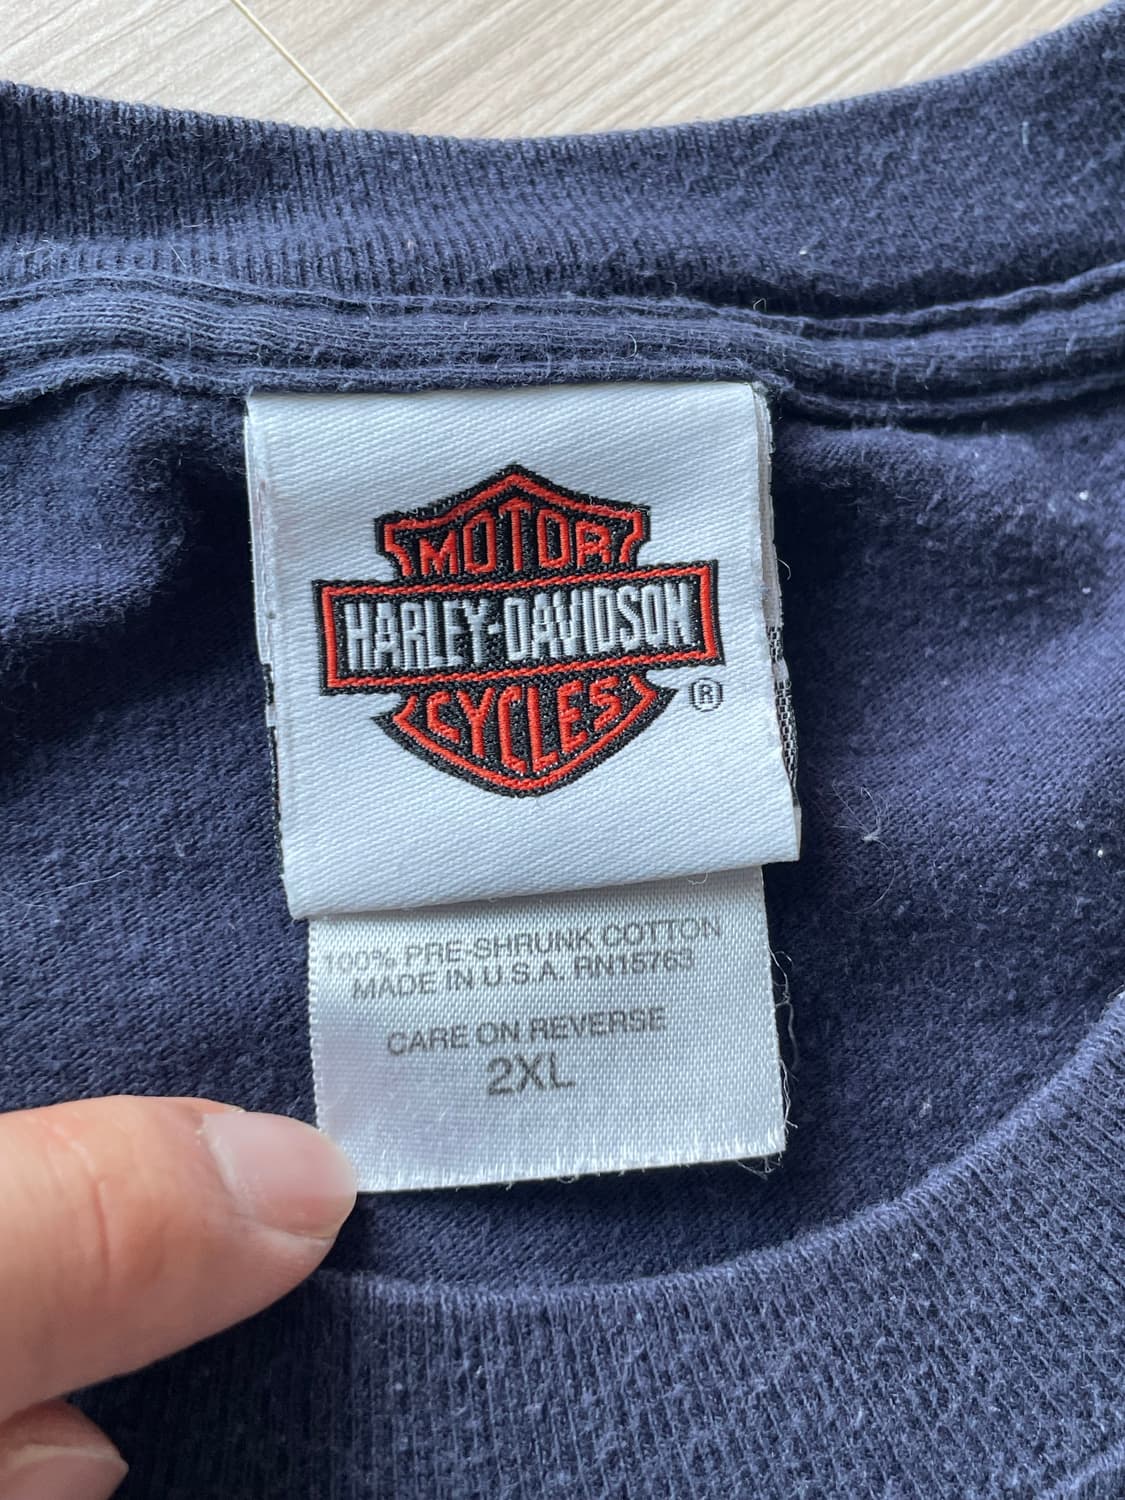 MOTOR
HARLEY-DAVIDSON
CYCLES
®
100% PRE-SHRUNK COTTON
MADE IN U.S.A. RN15763
CARE ON REVERSE
2XL